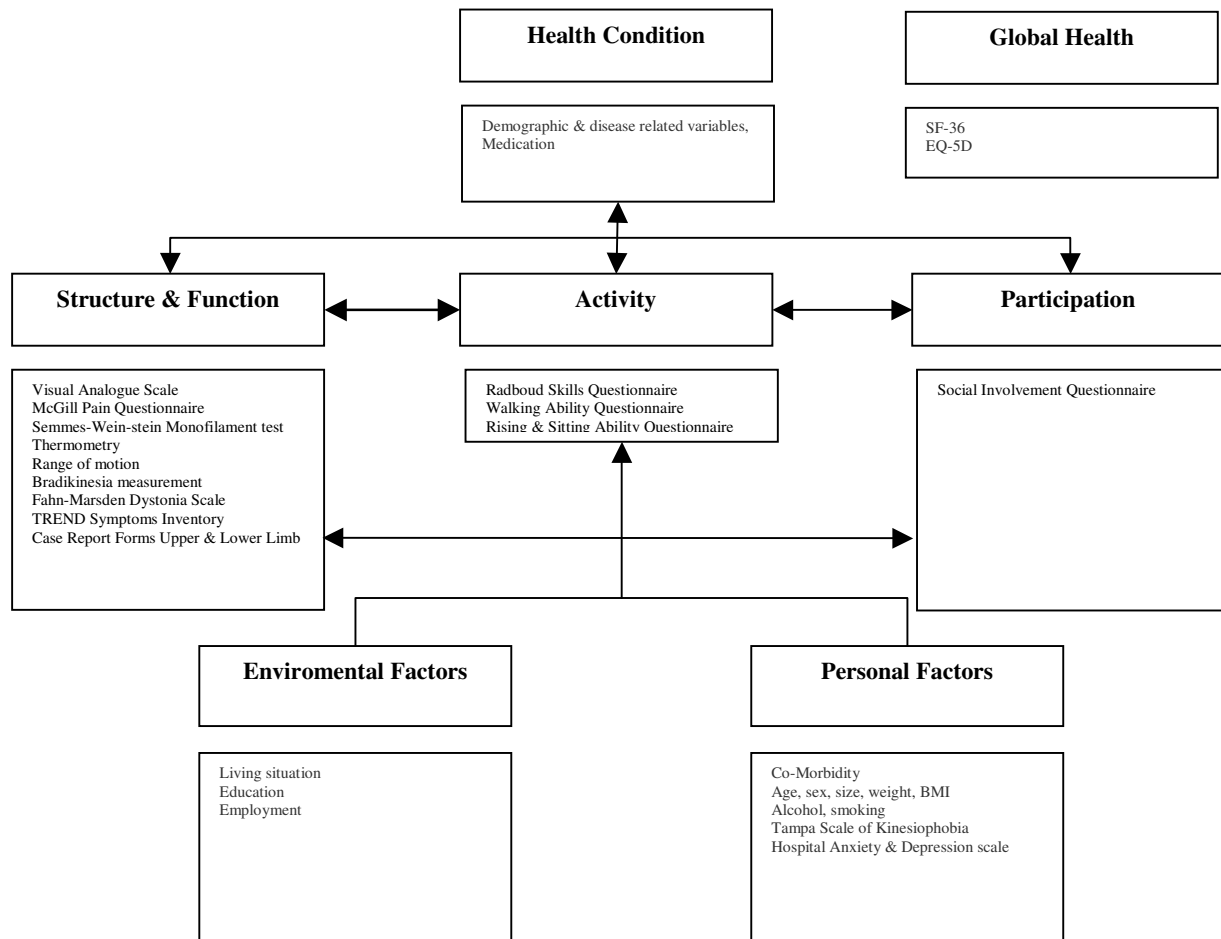 Health Condition
Global Health
Demographic & disease related variables,
Medication
SF-36
EQ-5D
Structure & Function
Activity
Participation
Visual Analogue Scale
McGill Pain Questionnaire
Semmes-Wein-stein Monofilament test
Thermometry
Range of motion
Bradikinesia measurement
Fahn-Marsden Dystonia Scale
TREND Symptoms Inventory
Case Report Forms Upper & Lower Limb
Radboud Skills Questionnaire
Walking Ability Questionnaire
Rising & Sitting Ability Questionnaire
Social Involvement Questionnaire
Enviromental Factors
Personal Factors
Living situation
Education
Employment
Co-Morbidity
Age, sex, size, weight, BMI
Alcohol, smoking
Tampa Scale of Kinesiophobia
Hospital Anxiety & Depression scale